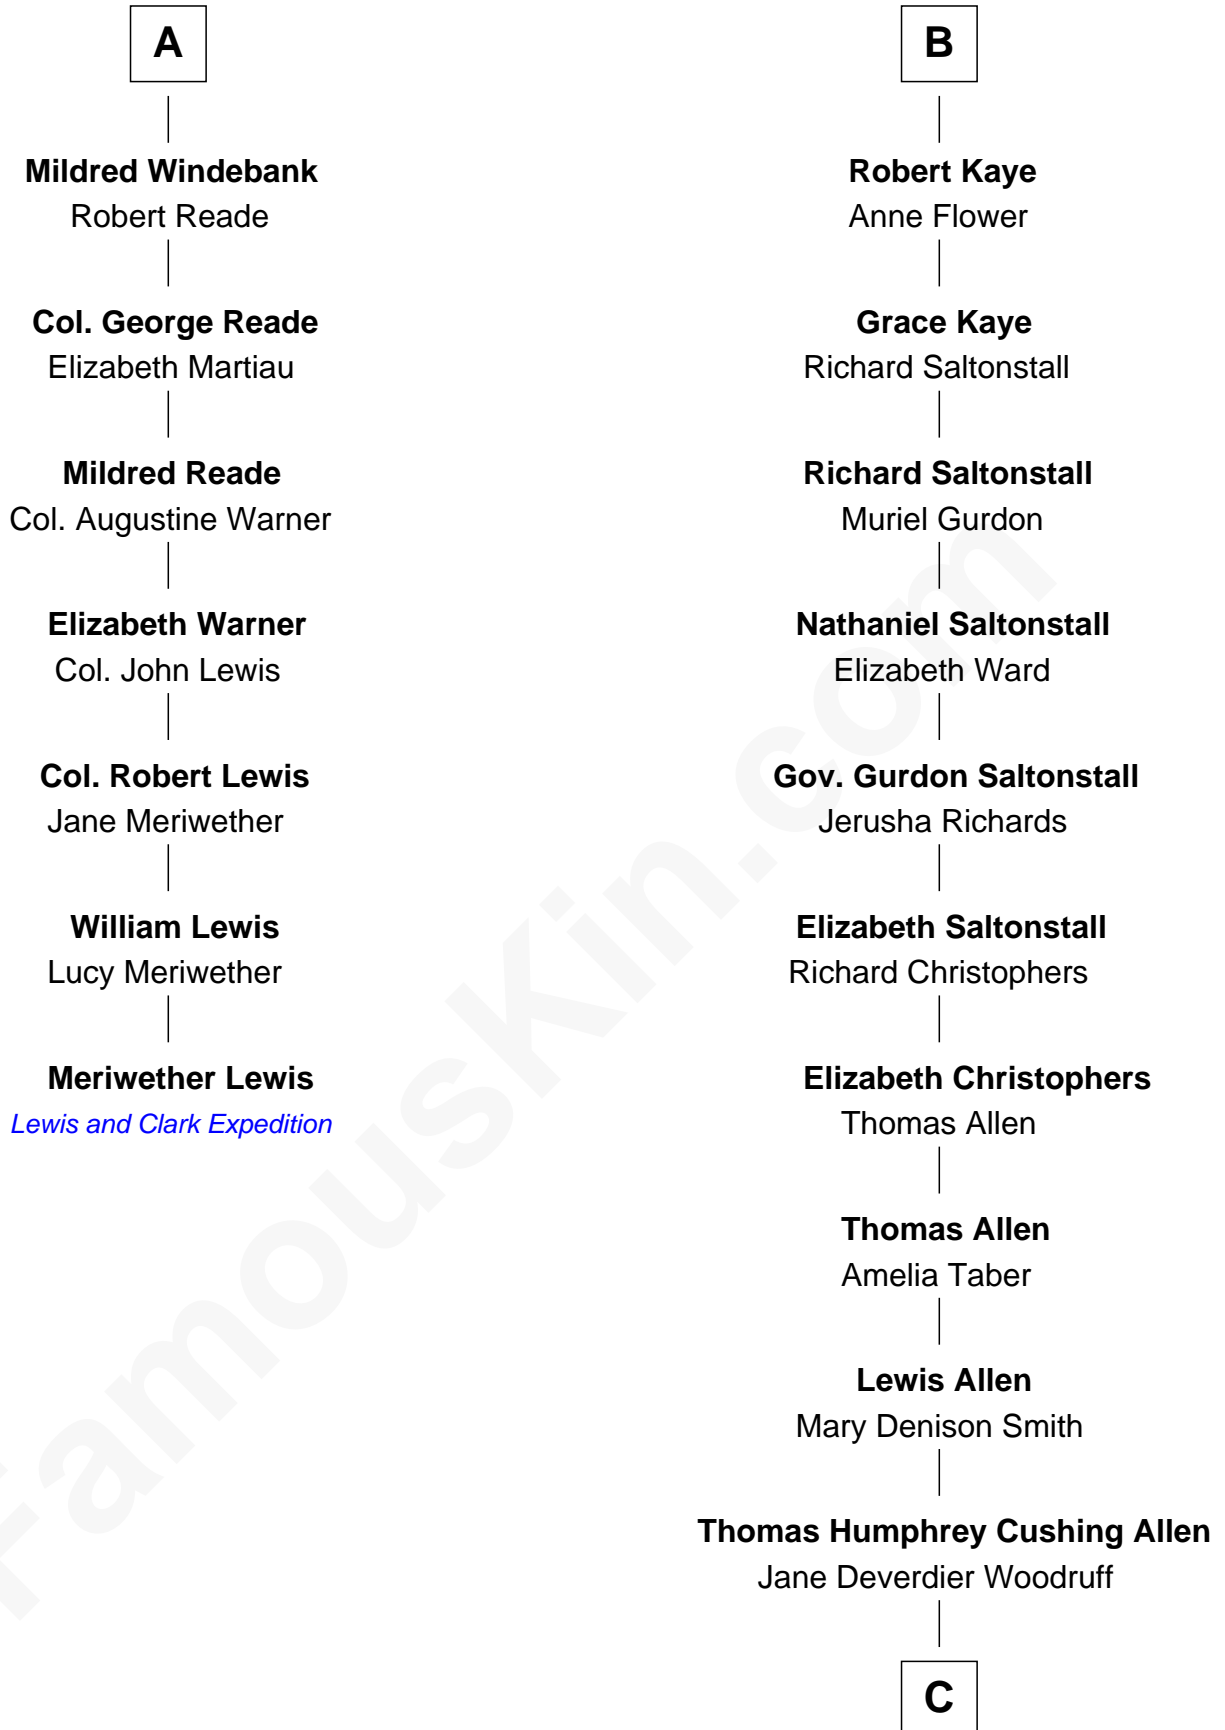 A
Mildred Windebank
Robert Reade
Col. George Reade
Elizabeth Martiau
Mildred Reade
Col. Augustine Warner
Elizabeth Warner
Col. John Lewis
Col. Robert Lewis
Jane Meriwether
William Lewis
Lucy Meriwether
Meriwether Lewis
Lewis and Clark Expedition
B
Robert Kaye
Anne Flower
Grace Kaye
Richard Saltonstall
Richard Saltonstall
Muriel Gurdon
Nathaniel Saltonstall
Elizabeth Ward
Gov. Gurdon Saltonstall
Jerusha Richards
Elizabeth Saltonstall
Richard Christophers
Elizabeth Christophers
Thomas Allen
Thomas Allen
Amelia Taber
Lewis Allen
Mary Denison Smith
Thomas Humphrey Cushing Allen
Jane Deverdier Woodruff
C
FamousKin.com